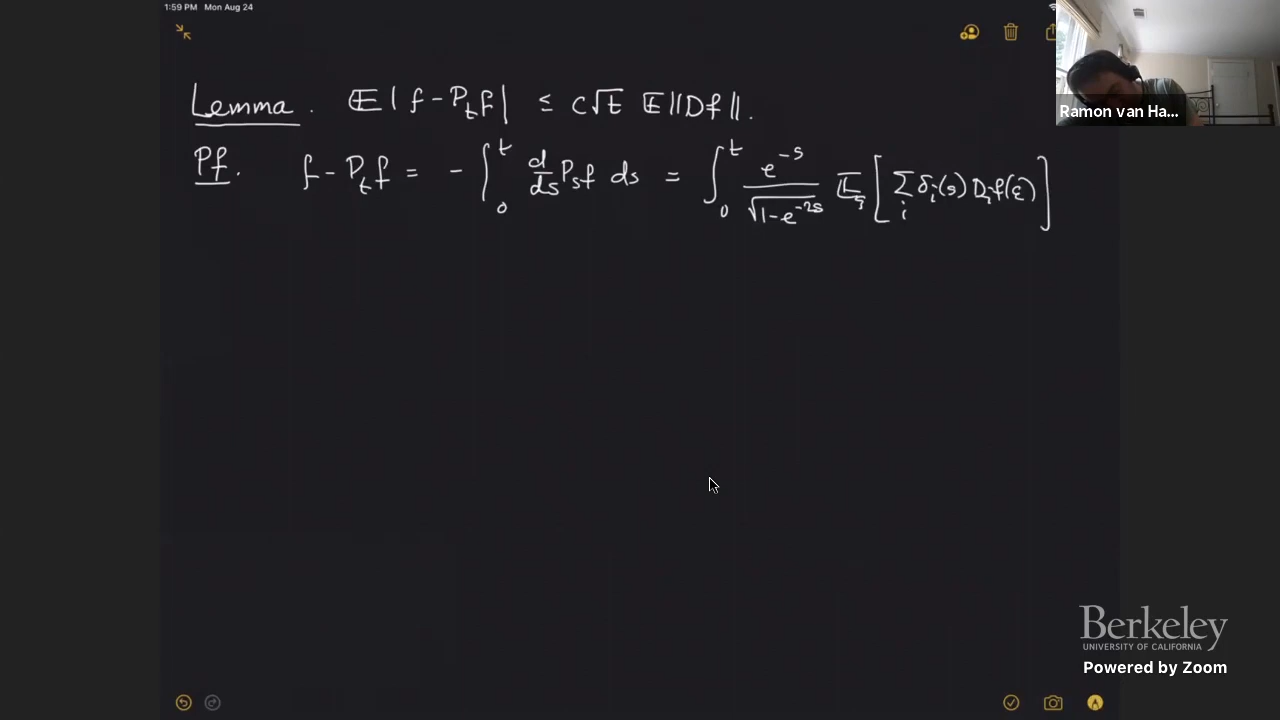 1:59 PM Mon Aug 24
Ramon van Ha...
Lemma. 𝔼|f - P_t f| ≤ c√t 𝔼||Df||.
Pf. f - P_t f = - ∫_0^t d/ds P_s f ds = ∫_0^t e^{-s}/√(1-e^{-2s}) 𝔼_ξ [∑_i δ_i(s) D_i f(ε)]
Berkeley
UNIVERSITY OF CALIFORNIA
Powered by Zoom